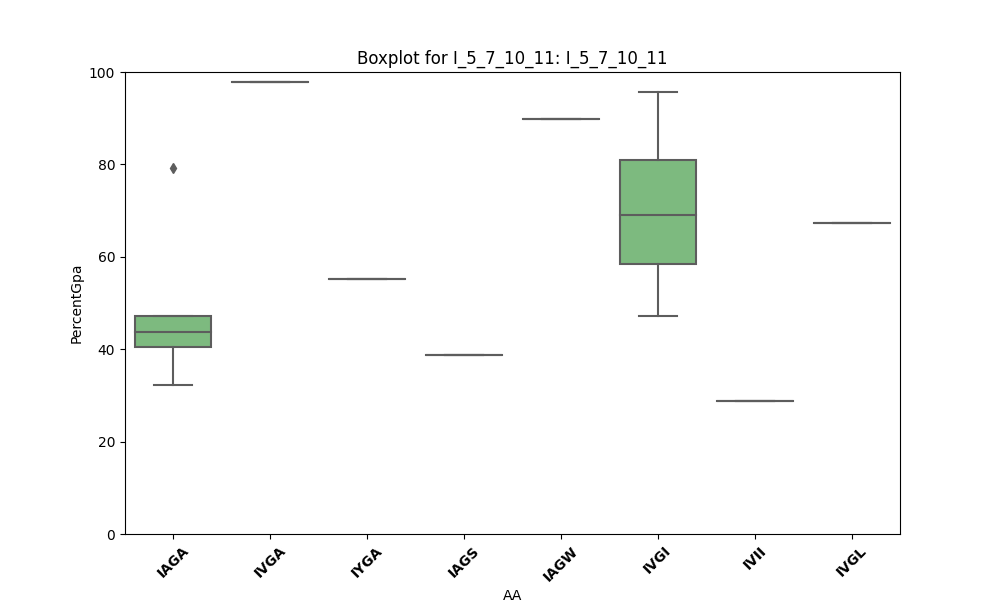 Boxplot for I_5_7_10_11: I_5_7_10_11
100
80
60
40
20
0
PercentGpa
IAGA
IVGA
IYGA
IAGS
IAGW
IVGI
IVII
IVGL
AA